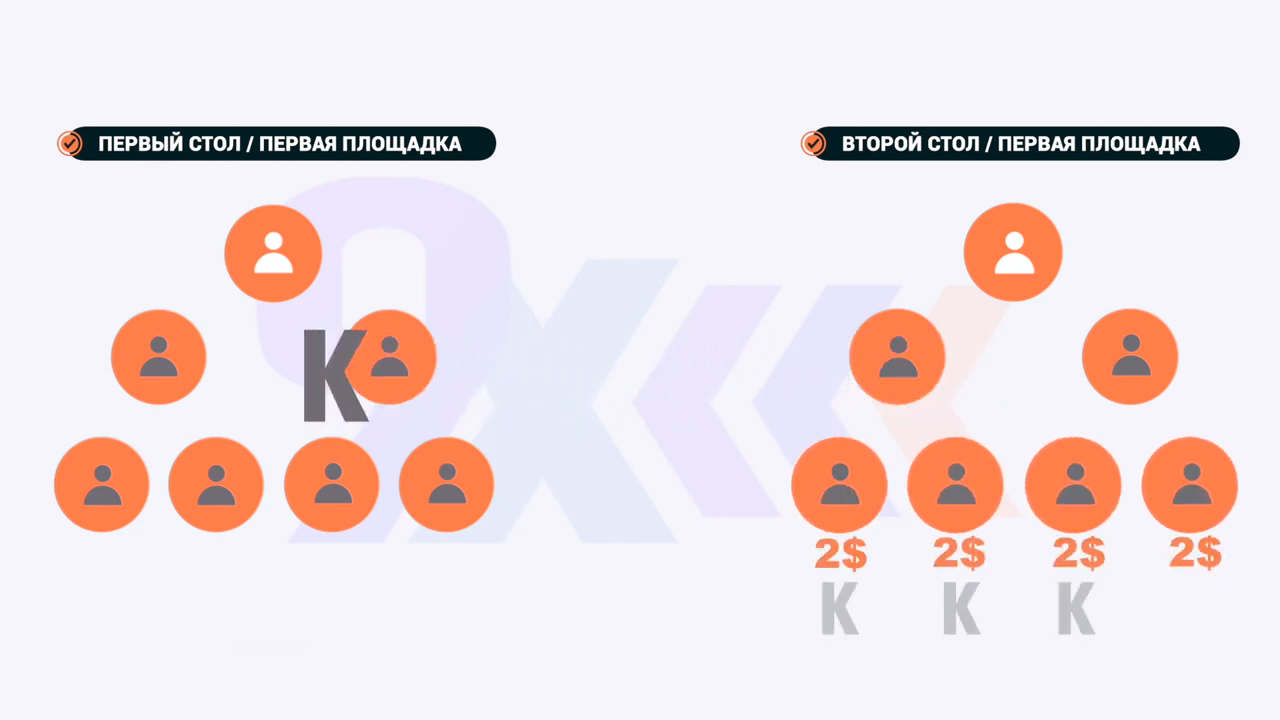 ПЕРВЫЙ СТОЛ / ПЕРВАЯ ПЛОЩАДКА
ВТОРОЙ СТОЛ / ПЕРВАЯ ПЛОЩАДКА
К
2$ 2$ 2$ 2$
К К К